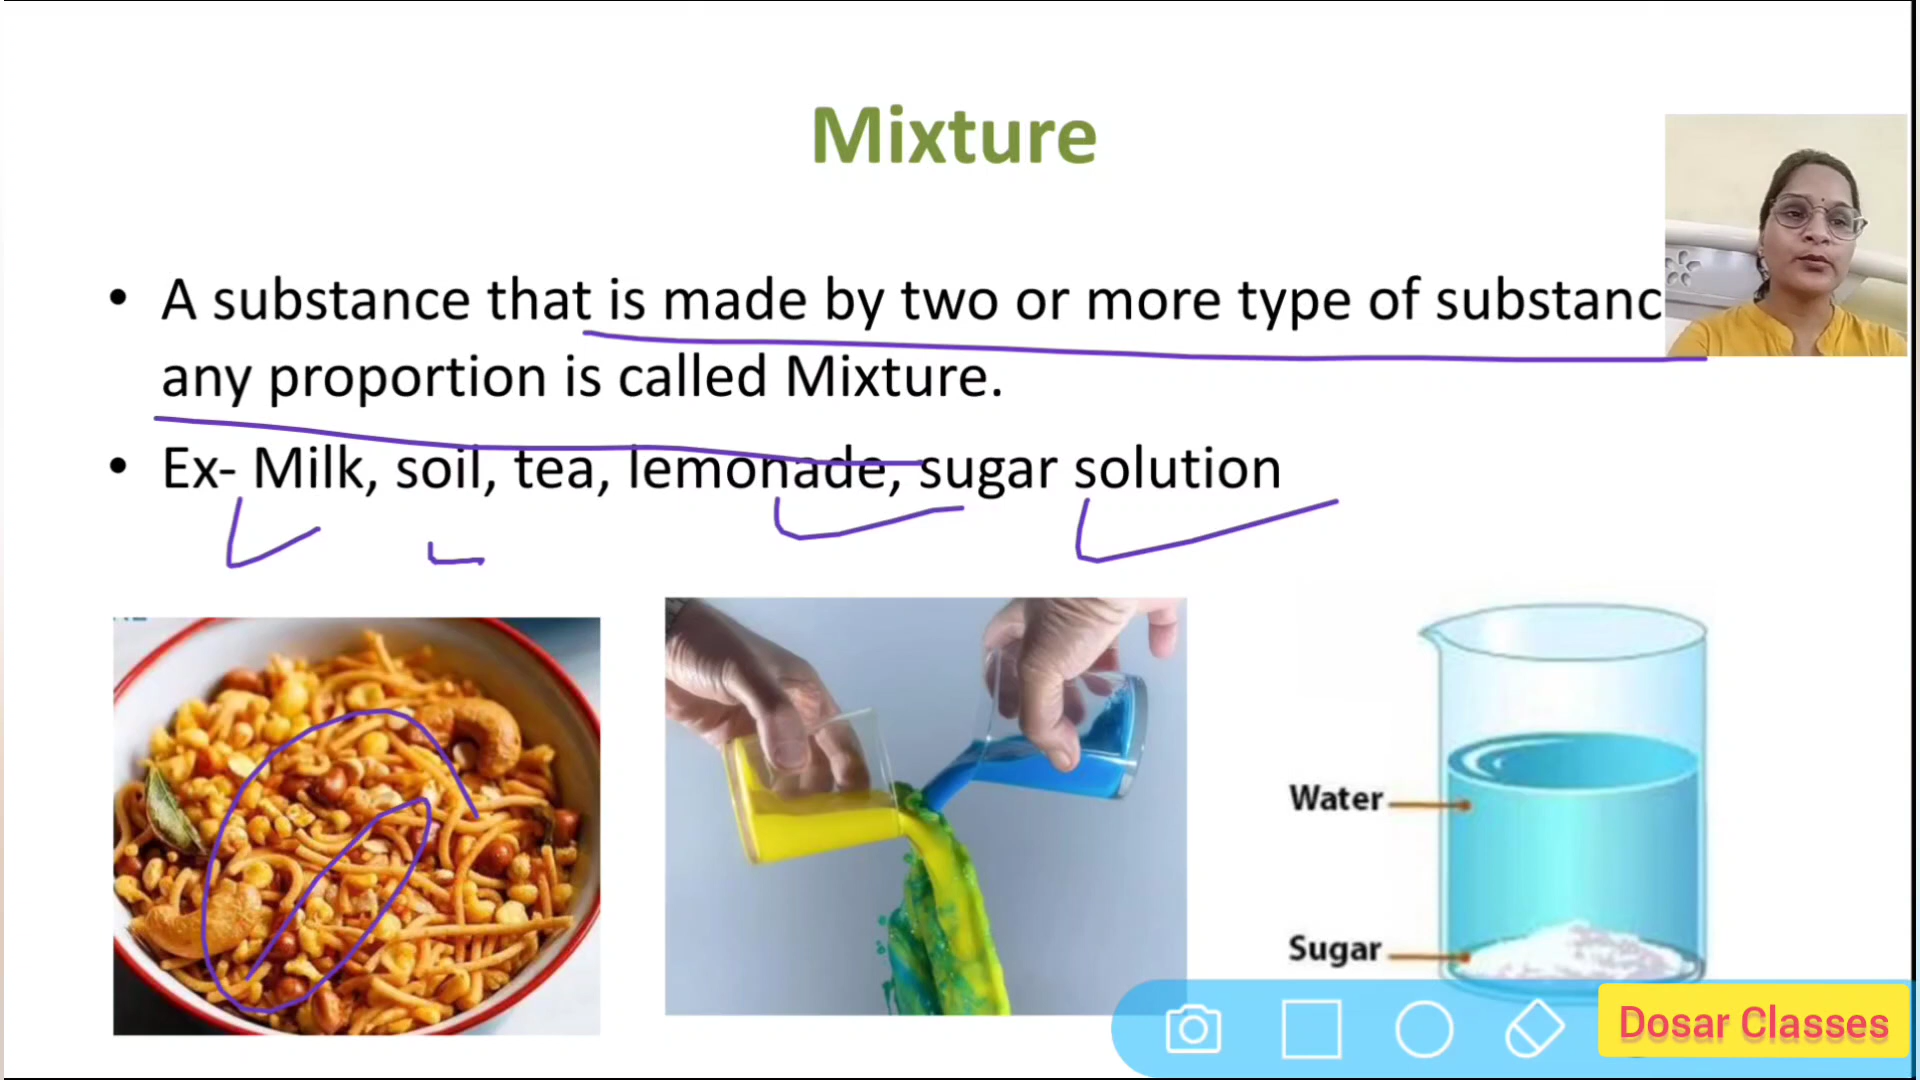 Mixture
• A substance that is made by two or more type of substanc
any proportion is called Mixture.
• Ex- Milk, soil, tea, lemonade, sugar solution
Water
Sugar
Dosar Classes